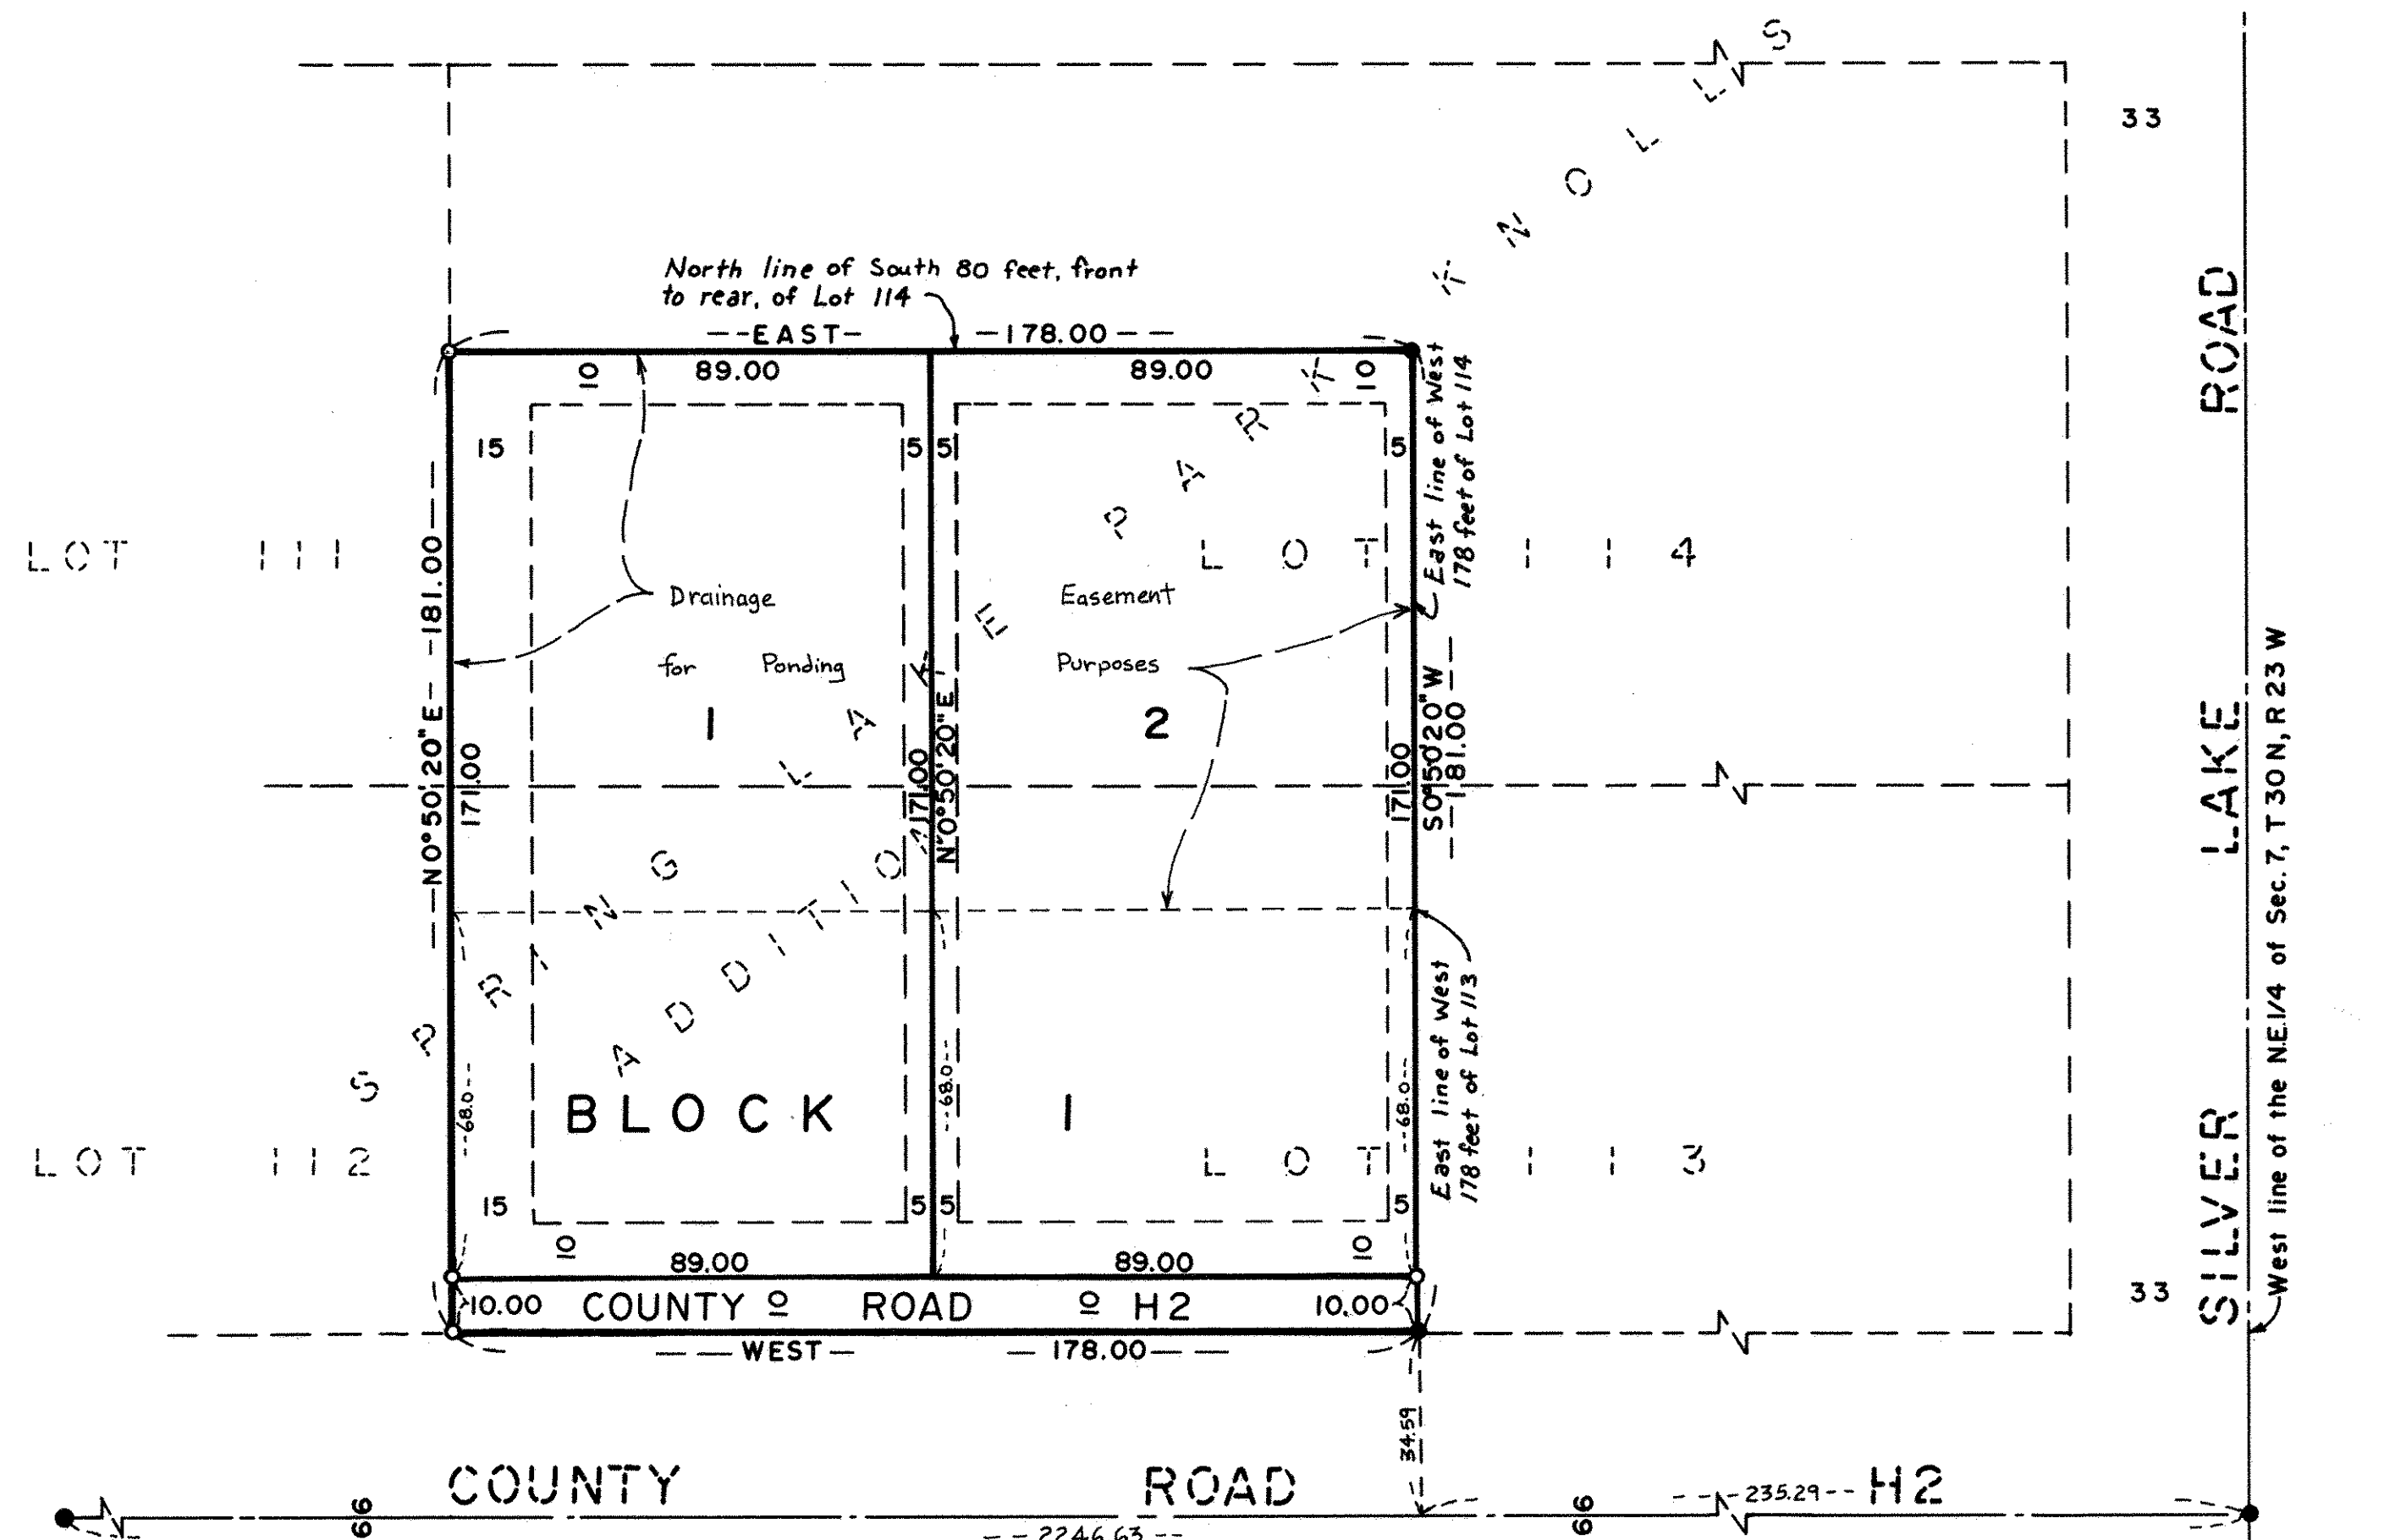 SPRING LAKE PARK KNOLLS
ADDITION
33
ROAD
LAKE
SILVER
North line of South 80 feet, front
to rear, of Lot 114
--EAST- -178.00--
10 89.00 89.00 10
15 5 5 5
East line of West
178 feet of Lot 114
LOT 111
LOT 114
-N0°50'20"E- -181.00-
Drainage Easement
for Ponding Purposes
1 2
171.00
171.00
N0°50'20"E
171.00
S0°50'20"W
--181.00--
West line of the N.E.1/4 of Sec. 7, T 30 N, R 23 W
--68.0--
--68.0--
--68.0--
East line of West
178 feet of Lot 113
BLOCK 1
LOT 112
LOT 113
15 5 5 5
10 89.00 89.00 10
10.00 COUNTY 10 ROAD 10 H2 10.00
33
--WEST- -178.00--
34.59
COUNTY ROAD H2
66 66
--235.29--
--2246.63--